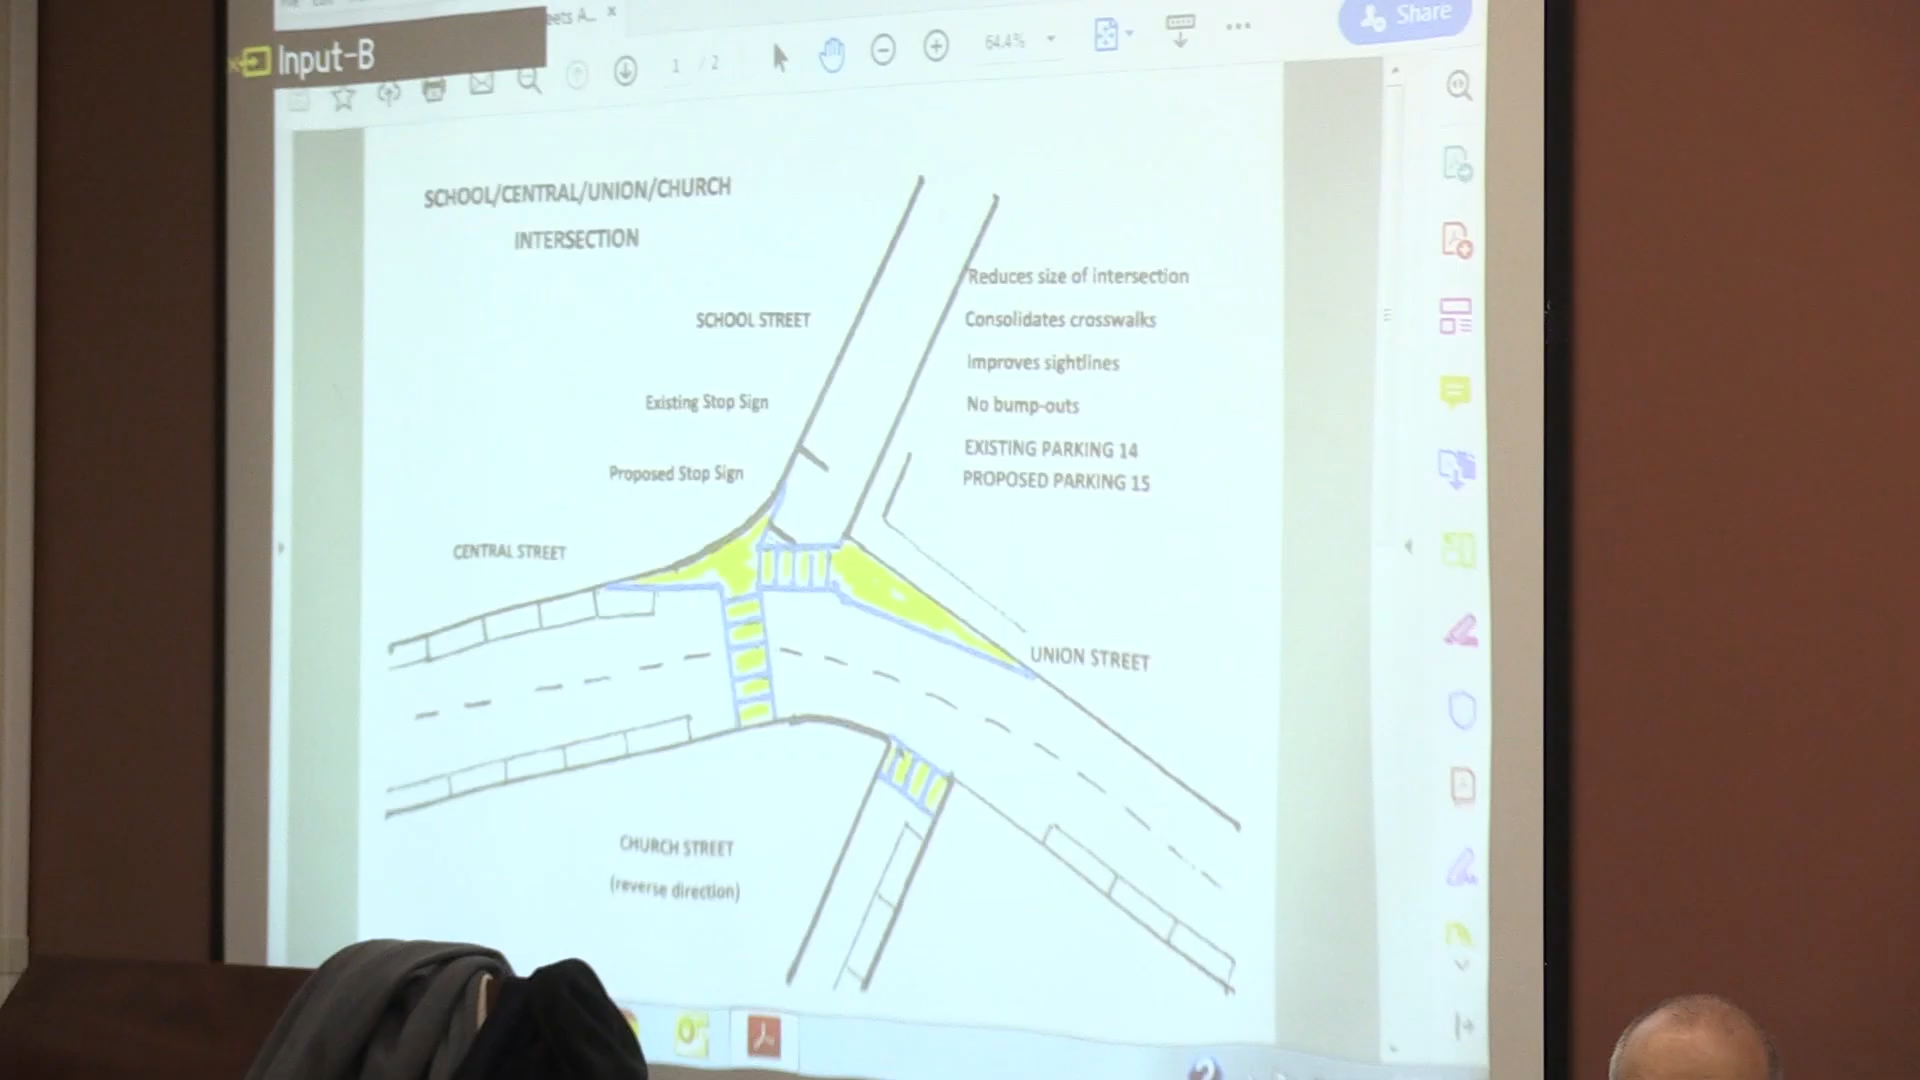 Input-B
1 / 2
64.4%
Share
SCHOOL/CENTRAL/UNION/CHURCH
INTERSECTION
SCHOOL STREET
Existing Stop Sign
Proposed Stop Sign
CENTRAL STREET
Reduces size of intersection
Consolidates crosswalks
Improves sightlines
No bump-outs
EXISTING PARKING 14
PROPOSED PARKING 15
UNION STREET
CHURCH STREET
(reverse direction)